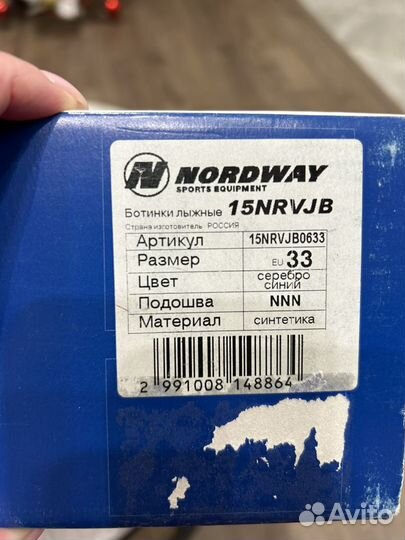 NORDWAY
SPORTS EQUIPMENT
Ботинки лыжные 15NRVJB
Страна изготовитель РОССИЯ
Артикул 15NRVJB0633
Размер EU 33
Цвет серебро синий
Подошва NNN
Материал синтетика
2 991008 148864
Avito